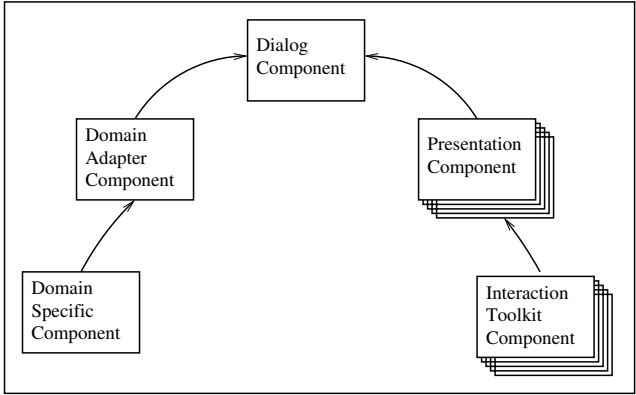 Dialog
Component
Domain
Adapter
Component
Presentation
Component
Domain
Specific
Component
Interaction
Toolkit
Component